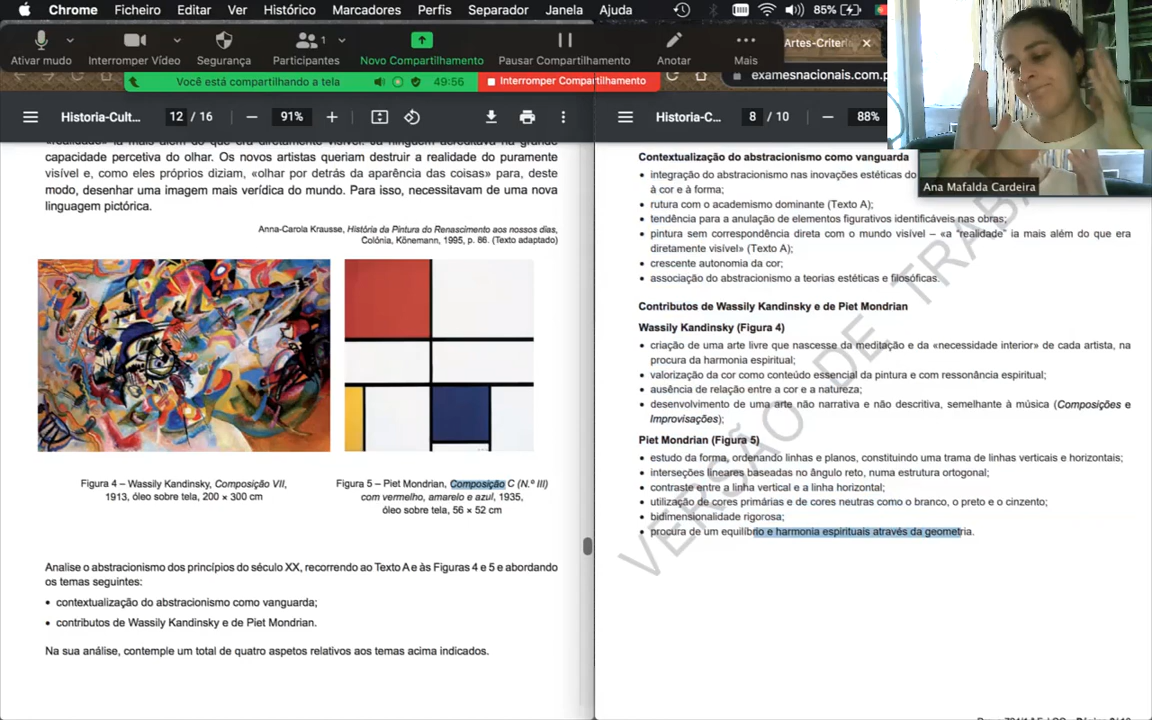 Chrome Ficheiro Editar Ver Histórico Marcadores Perfis Separador Janela Ajuda 85%
Ativar mudo Interromper Vídeo Segurança Participantes 1 Novo Compartilhamento Pausar Compartilhamento Anotar Mais
Artes-Criteri
Você está compartilhando a tela 49:56 Interromper Compartilhamento
examesnacionais.com.p
Historia-Cult... 12 / 16 91%
Historia-C... 8 / 10 88%
capacidade percetiva do olhar. Os novos artistas queriam destruir a realidade do puramente
visível e, como eles próprios diziam, «olhar por detrás da aparência das coisas» para, deste
modo, desenhar uma imagem mais verídica do mundo. Para isso, necessitavam de uma nova
linguagem pictórica.
Anna-Carola Krausse, História da Pintura do Renascimento aos nossos dias,
Colónia, Könemann, 1995, p. 86. (Texto adaptado)
Figura 4 – Wassily Kandinsky, Composição VII,
1913, óleo sobre tela, 200 × 300 cm
Figura 5 – Piet Mondrian, Composição C (N.º III)
com vermelho, amarelo e azul, 1935,
óleo sobre tela, 56 × 52 cm
Analise o abstracionismo dos princípios do século XX, recorrendo ao Texto A e às Figuras 4 e 5 e abordando
os temas seguintes:
• contextualização do abstracionismo como vanguarda;
• contributos de Wassily Kandinsky e de Piet Mondrian.
Na sua análise, contemple um total de quatro aspetos relativos aos temas acima indicados.
Contextualização do abstracionismo como vanguarda
• integração do abstracionismo nas inovações estéticas do
à cor e à forma;
• rutura com o academismo dominante (Texto A);
• tendência para a anulação de elementos figurativos identificáveis nas obras;
• pintura sem correspondência direta com o mundo visível – «a "realidade" ia mais além do que era
diretamente visível» (Texto A);
• crescente autonomia da cor;
• associação do abstracionismo a teorias estéticas e filosóficas.
Contributos de Wassily Kandinsky e de Piet Mondrian
Wassily Kandinsky (Figura 4)
• criação de uma arte livre que nascesse da meditação e da «necessidade interior» de cada artista, na
procura da harmonia espiritual;
• valorização da cor como conteúdo essencial da pintura e com ressonância espiritual;
• ausência de relação entre a cor e a natureza;
• desenvolvimento de uma arte não narrativa e não descritiva, semelhante à música (Composições e
Improvisações);
Piet Mondrian (Figura 5)
• estudo da forma, ordenando linhas e planos, constituindo uma trama de linhas verticais e horizontais;
• interseções lineares baseadas no ângulo reto, numa estrutura ortogonal;
• contraste entre a linha vertical e a linha horizontal;
• utilização de cores primárias e de cores neutras como o branco, o preto e o cinzento;
• bidimensionalidade rigorosa;
• procura de um equilíbrio e harmonia espirituais através da geometria.
VERSÃO DE TRABA
Ana Mafalda Cardeira